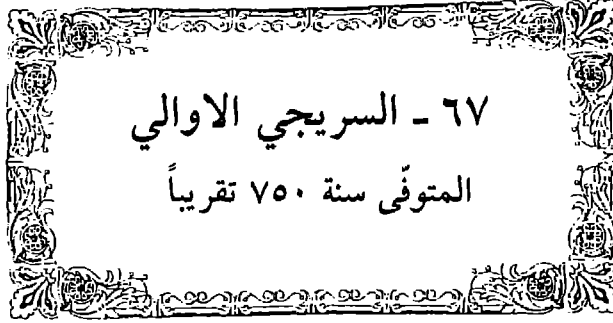 ٦٧ ـ السريجي الاوالي
المتوفّى سنة ٧٥٠ تقريباً